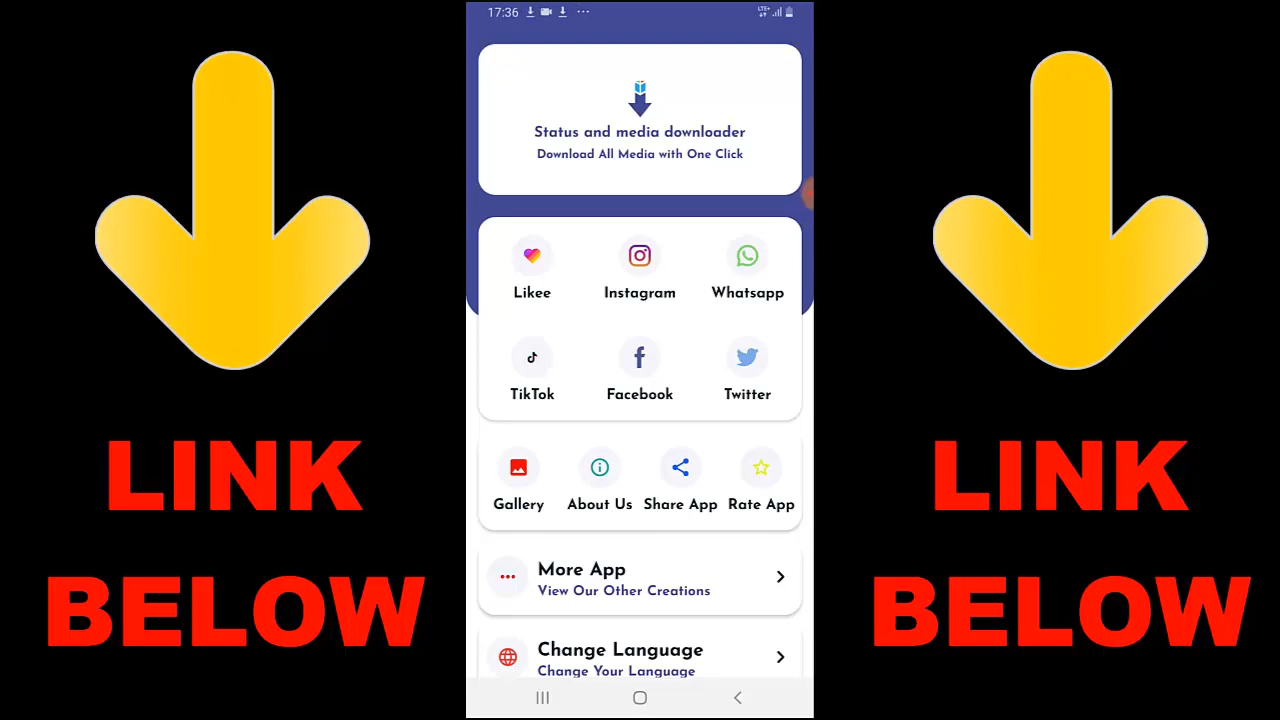 17:36
LTE+
Status and media downloader
Download All Media with One Click
Likee
Instagram
Whatsapp
TikTok
Facebook
Twitter
Gallery
About Us
Share App
Rate App
More App
View Our Other Creations
Change Language
Change Your Language
LINK
BELOW
LINK
BELOW